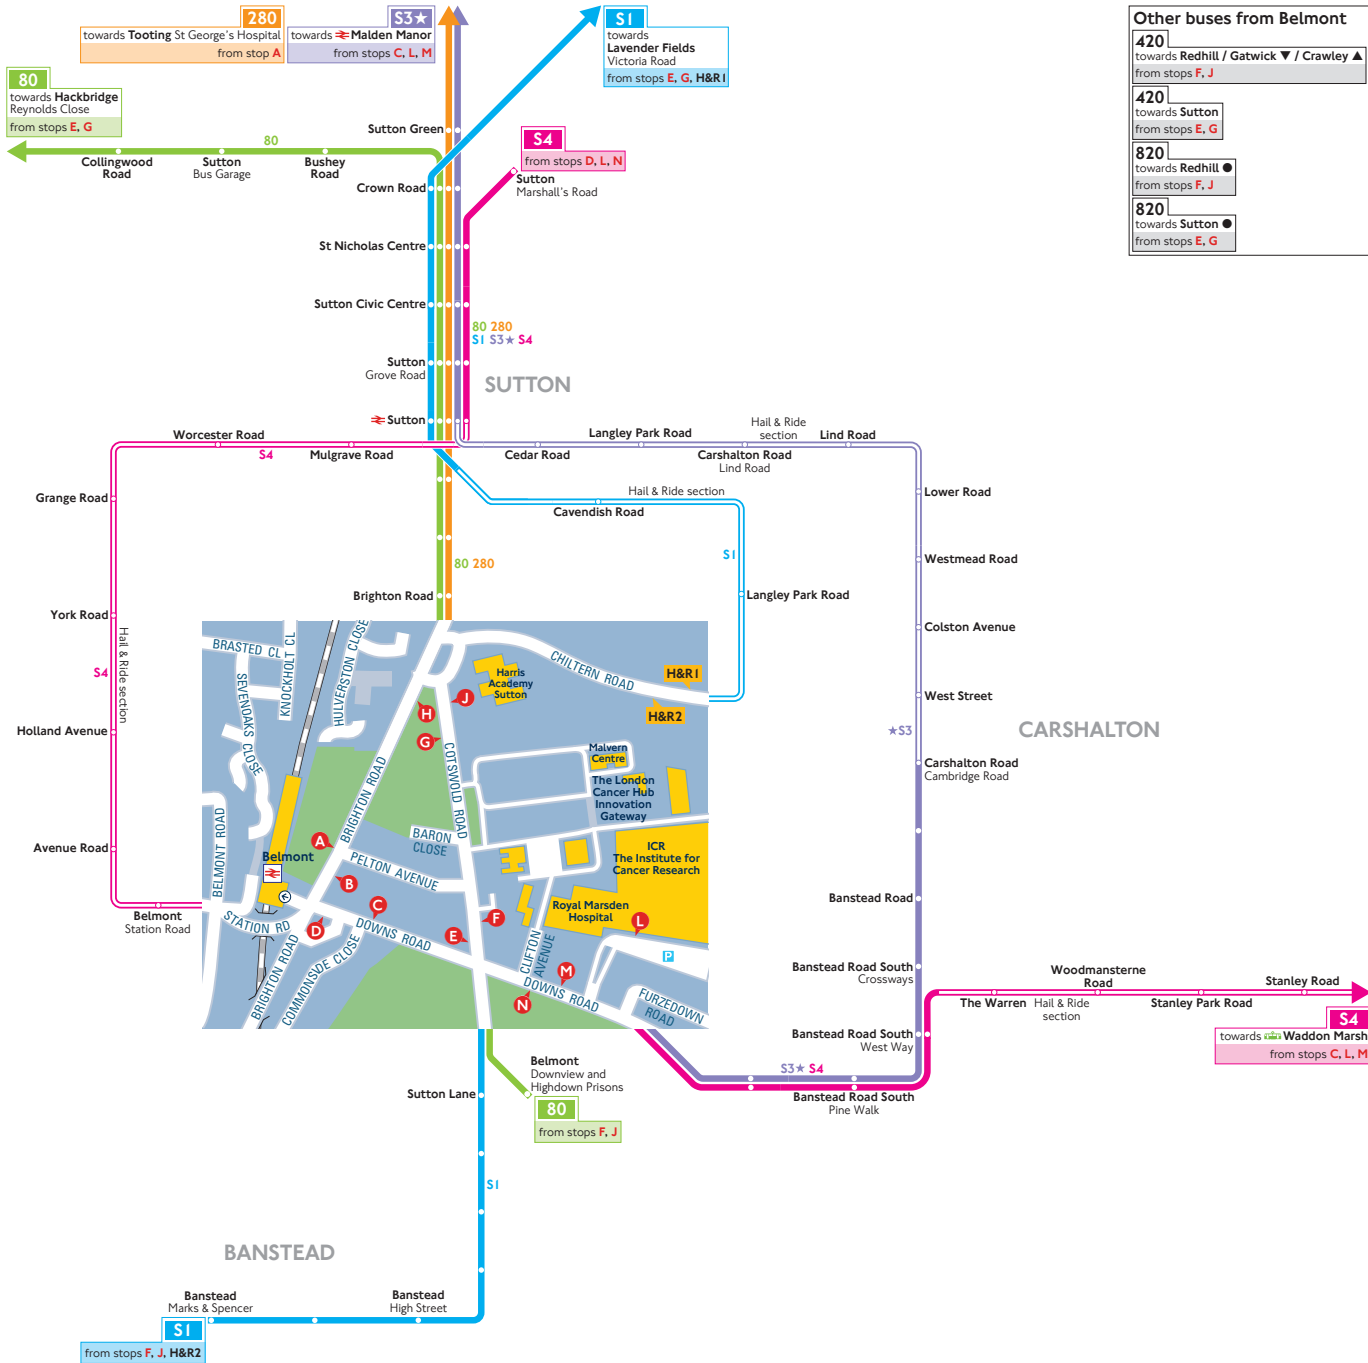 280
towards Tooting St George's Hospital
from stop A
S3★
towards Malden Manor
from stops C, L, M
S1
towards
Lavender Fields
Victoria Road
from stops E, G, H&R1
Other buses from Belmont
420
towards Redhill / Gatwick ▼ / Crawley ▲
from stops F, J
420
towards Sutton
from stops E, G
820
towards Redhill ●
from stops F, J
820
towards Sutton ●
from stops E, G
80
towards Hackbridge
Reynolds Close
from stops E, G
80
Collingwood
Road
Sutton
Bus Garage
Bushey
Road
Sutton Green
S4
from stops D, L, N
Sutton
Marshall's Road
Crown Road
St Nicholas Centre
Sutton Civic Centre
80 280
S1 S3★ S4
Sutton
Grove Road
SUTTON
Sutton
Worcester Road
S4
Mulgrave Road
Cedar Road
Langley Park Road
Carshalton Road
Lind Road
Hail & Ride
section
Lind Road
Grange Road
Hail & Ride section
Cavendish Road
Lower Road
S1
80 280
Westmead Road
Brighton Road
Langley Park Road
York Road
Colston Avenue
Hail & Ride section
S4
West Street
Holland Avenue
★S3
CARSHALTON
Carshalton Road
Cambridge Road
Avenue Road
Banstead Road
Belmont
Station Road
BRASTED CL
KNOCKHOLT CL
SEVENOAKS CLOSE
HULVERSTON CLOSE
CHILTERN ROAD
Harris
Academy
Sutton
H&R1
H&R2
H
J
G
COTSWOLD ROAD
BRIGHTON ROAD
Malvern
Centre
The London
Cancer Hub
Innovation
Gateway
BELMONT ROAD
A
BARON
CLOSE
ICR
The Institute for
Cancer Research
Belmont
PELTON AVENUE
B
C
Royal Marsden
Hospital
L
F
STATION RD
D
DOWNS ROAD
E
CLIFTON
AVENUE
P
BRIGHTON ROAD
COMMONSIDE CLOSE
M
N
DOWNS ROAD
FURZEDOWN
ROAD
Banstead Road South
Crossways
Woodmansterne
Road
Stanley Road
The Warren
Hail & Ride
section
Stanley Park Road
S4
towards Waddon Marsh
from stops C, L, M
Banstead Road South
West Way
S3★ S4
Banstead Road South
Pine Walk
Belmont
Downview and
Highdown Prisons
80
from stops F, J
Sutton Lane
S1
BANSTEAD
Banstead
Marks & Spencer
Banstead
High Street
S1
from stops F, J, H&R2